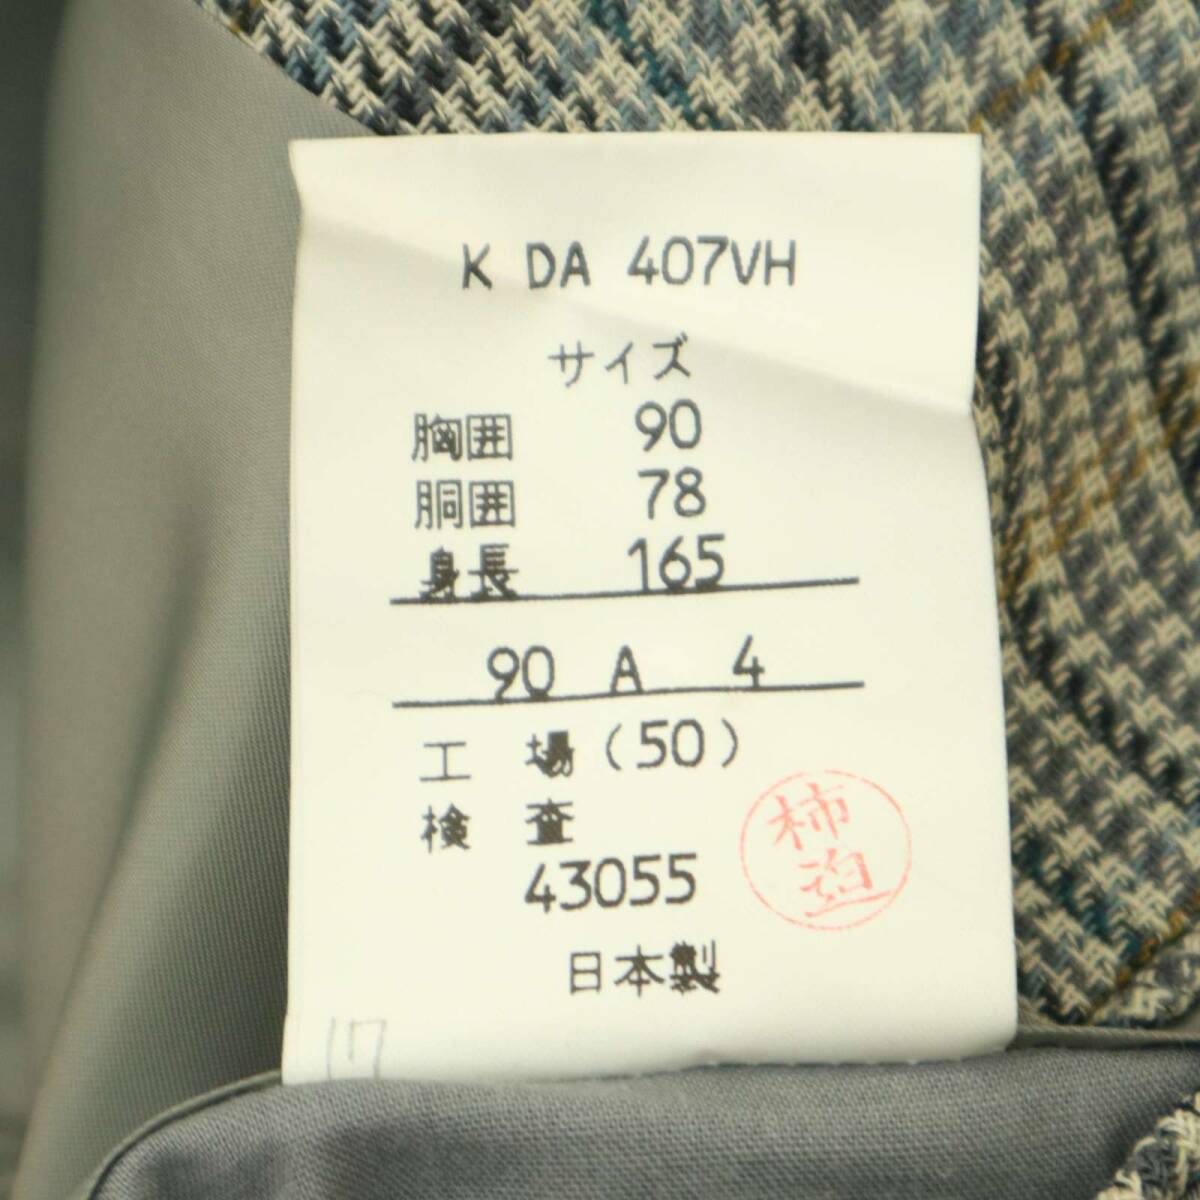 K DA 407VH
サイズ
胸囲 90
胴囲 78
身長 165
90 A 4
工 場 (50)
検 査
43055
柿迫
日本製
17